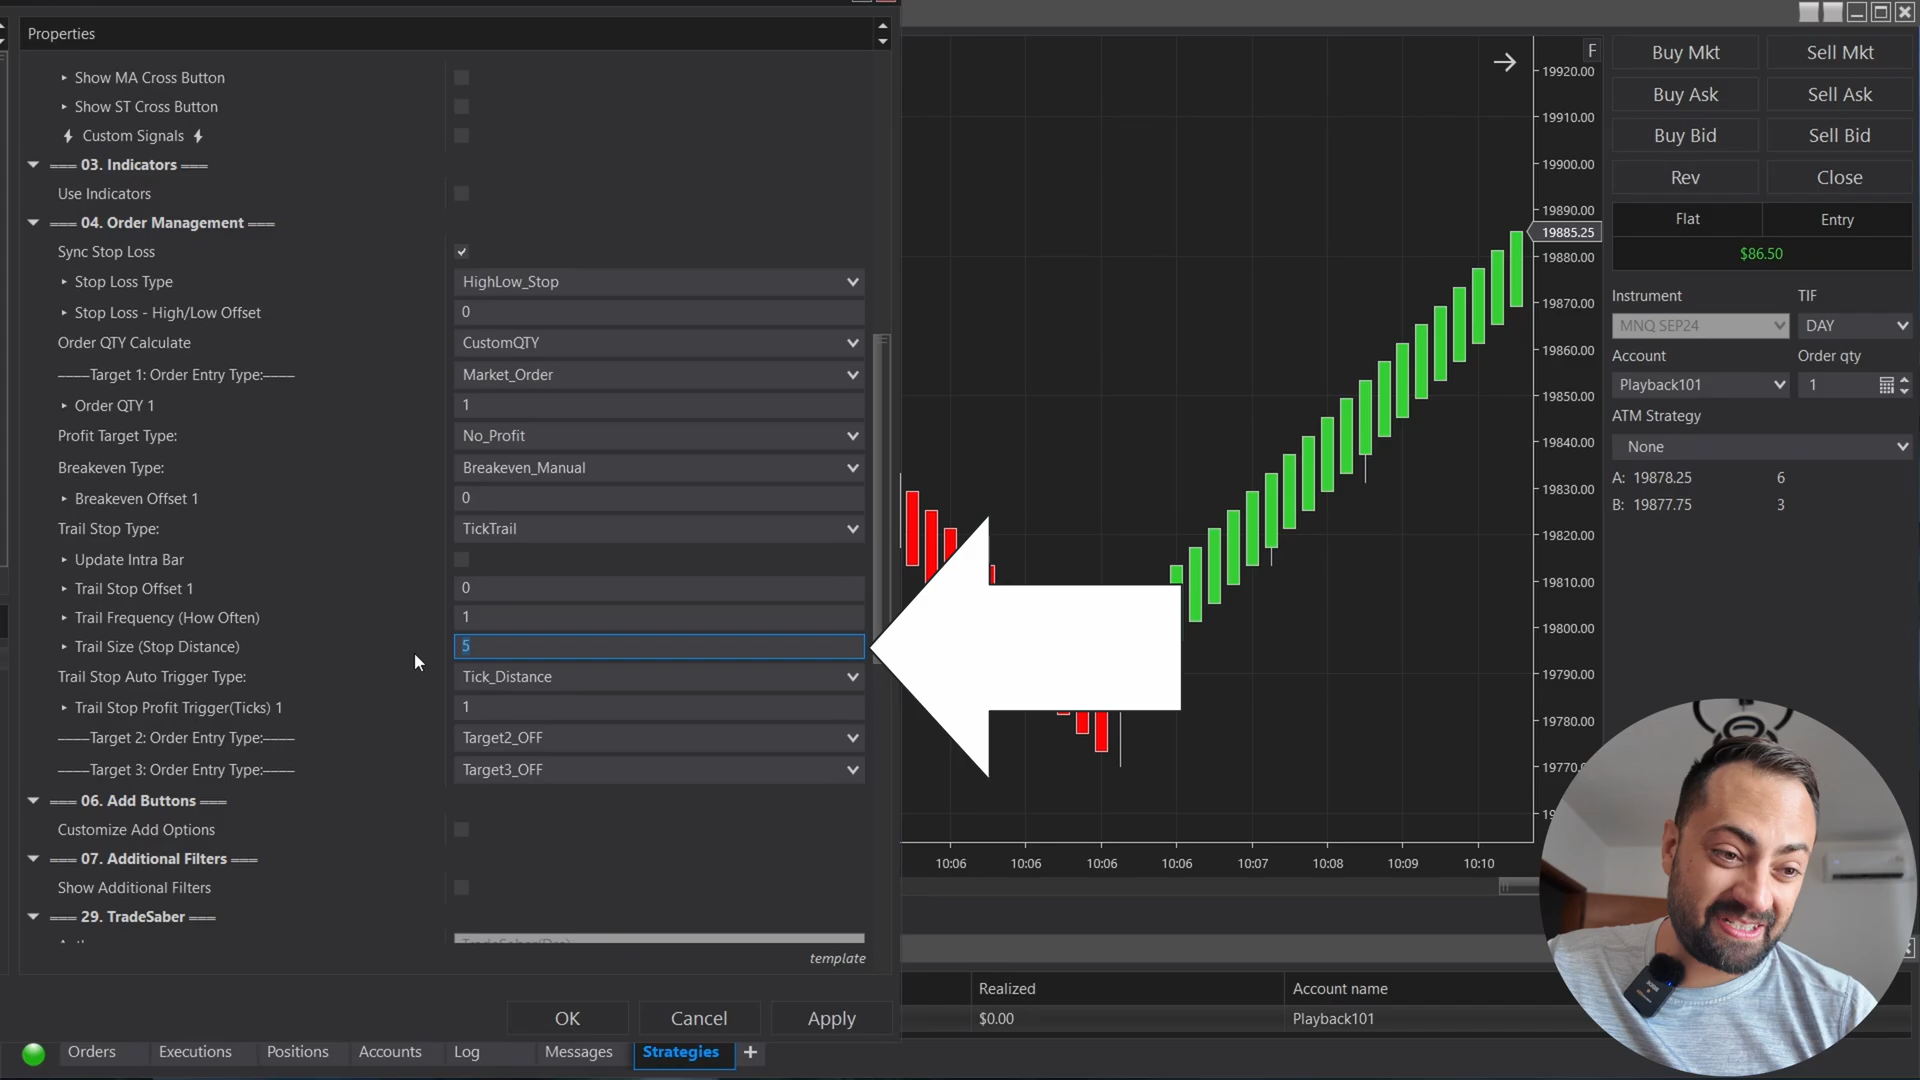 Properties
Show MA Cross Button
Show ST Cross Button
Custom Signals
=== 03. Indicators ===
Use Indicators
=== 04. Order Management ===
Sync Stop Loss
Stop Loss Type HighLow_Stop
Stop Loss - High/Low Offset 0
Order QTY Calculate CustomQTY
----Target 1: Order Entry Type:---- Market_Order
Order QTY 1 1
Profit Target Type: No_Profit
Breakeven Type: Breakeven_Manual
Breakeven Offset 1 0
Trail Stop Type: TickTrail
Update Intra Bar
Trail Stop Offset 1 0
Trail Frequency (How Often) 1
Trail Size (Stop Distance) 5
Trail Stop Auto Trigger Type: Tick_Distance
Trail Stop Profit Trigger(Ticks) 1 1
----Target 2: Order Entry Type:---- Target2_OFF
----Target 3: Order Entry Type:---- Target3_OFF
=== 06. Add Buttons ===
Customize Add Options
=== 07. Additional Filters ===
Show Additional Filters
=== 29. TradeSaber ===
template
OK Cancel Apply
F
19920.00
19910.00
19900.00
19890.00
19885.25
19880.00
19870.00
19860.00
19850.00
19840.00
19830.00
19820.00
19810.00
19800.00
19790.00
19780.00
19770.
10:06 10:06 10:06 10:06 10:07 10:08 10:09 10:10
Buy Mkt Sell Mkt
Buy Ask Sell Ask
Buy Bid Sell Bid
Rev Close
Flat Entry
$86.50
Instrument TIF
MNQ SEP24 DAY
Account Order qty
Playback101 1
ATM Strategy
None
A: 19878.25 6
B: 19877.75 3
Realized Account name
$0.00 Playback101
Orders Executions Positions Accounts Log Messages Strategies +